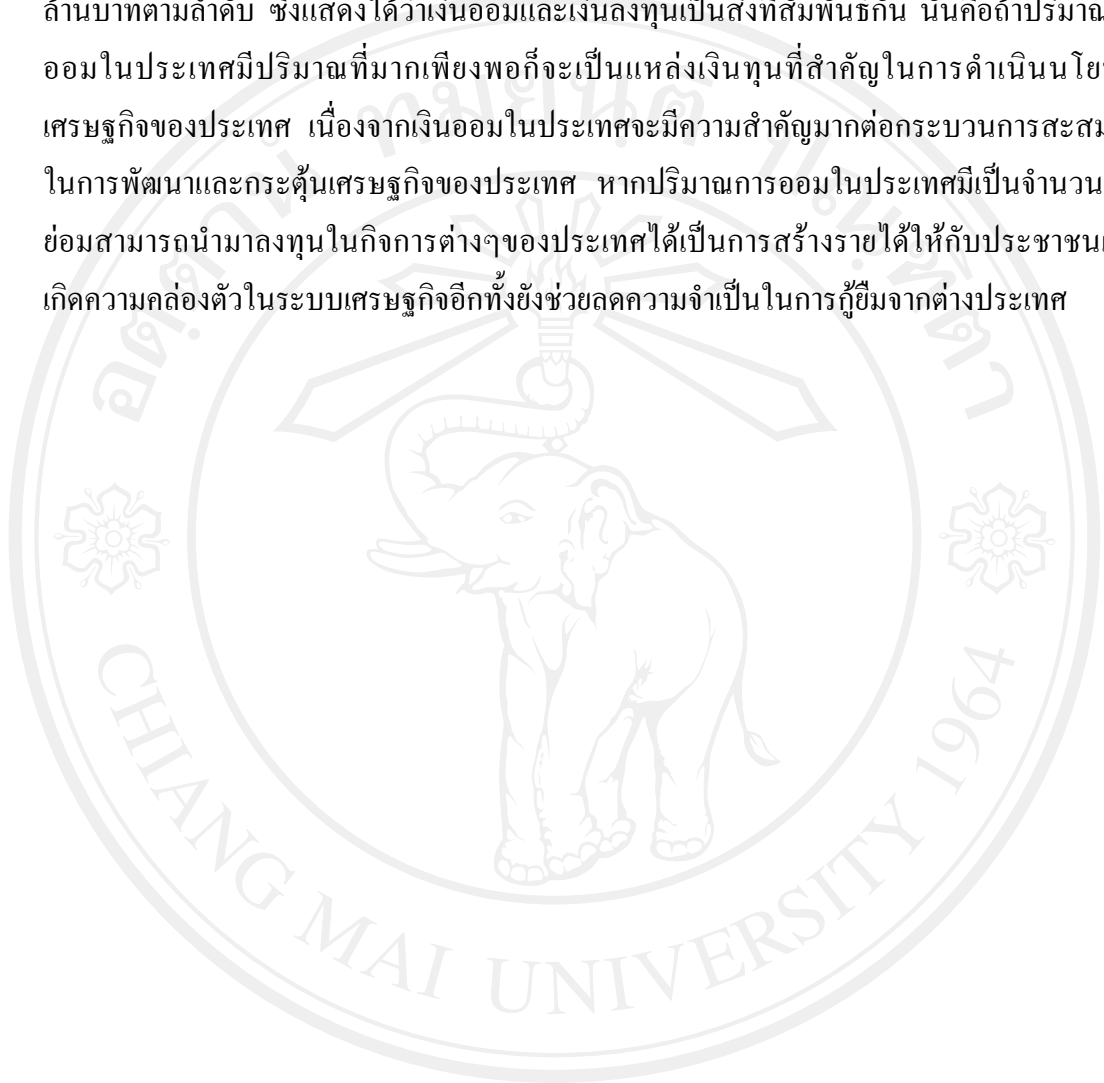 ล้านบาทตามลำดับ ซึ่งแสดงได้ว่าเงินออมและเงินลงทุนเป็นสิ่งที่สัมพันธ์กัน นั่นคือถ้าปริมาณ
ออมในประเทศมีปริมาณที่มากเพียงพอก็จะเป็นแหล่งเงินทุนที่สำคัญในการดำเนินนโย
เศรษฐกิจของประเทศ เนื่องจากเงินออมในประเทศจะมีความสำคัญมากต่อกระบวนการสะสม
ในการพัฒนาและกระตุ้นเศรษฐกิจของประเทศ หากปริมาณการออมในประเทศมีเป็นจำนวน
ย่อมสามารถนำมาลงทุนในกิจการต่างๆของประเทศได้เป็นการสร้างรายได้ให้กับประชาชน
เกิดความคล่องตัวในระบบเศรษฐกิจอีกทั้งยังช่วยลดความจำเป็นในการกู้ยืมจากต่างประเทศ
อตฺตานํ ทมยนฺติ ปณฺฑิตา
CHIANG MAI UNIVERSITY 1964